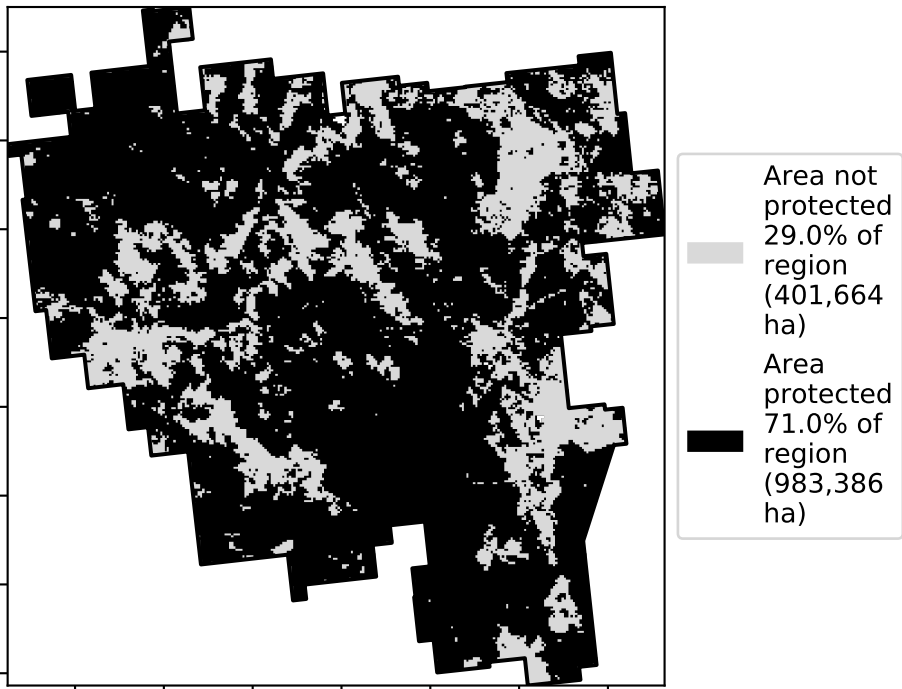 Area not
protected
29.0% of
region
(401,664
ha)
Area
protected
71.0% of
region
(983,386
ha)